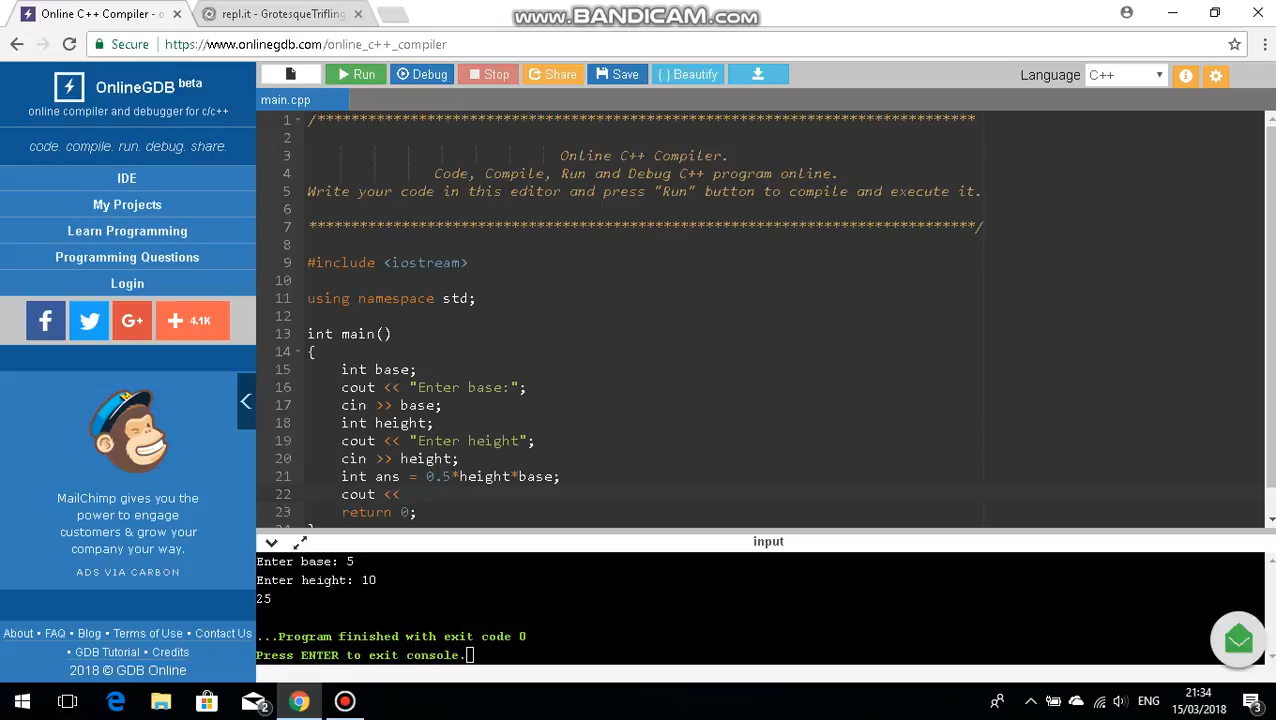 Online C++ Compiler - o
repl.it - GrotesqueTrifling
WWW.BANDICAM.COM
Secure https://www.onlinegdb.com/online_c++_compiler
OnlineGDB beta
online compiler and debugger for c/c++
code. compile. run. debug. share.
IDE
My Projects
Learn Programming
Programming Questions
Login
4.1K
MailChimp gives you the
power to engage
customers & grow your
company your way.
ADS VIA CARBON
About • FAQ • Blog • Terms of Use • Contact Us
• GDB Tutorial • Credits
2018 © GDB Online
Run Debug Stop Share Save { } Beautify
Language C++
main.cpp
1 /******************************************************************************
2
3 Online C++ Compiler.
4 Code, Compile, Run and Debug C++ program online.
5 Write your code in this editor and press "Run" button to compile and execute it.
6
7 *******************************************************************************/
8
9 #include <iostream>
10
11 using namespace std;
12
13 int main()
14 {
15 int base;
16 cout << "Enter base:";
17 cin >> base;
18 int height;
19 cout << "Enter height";
20 cin >> height;
21 int ans = 0.5*height*base;
22 cout <<
23 return 0;
input
Enter base: 5
Enter height: 10
25
...Program finished with exit code 0
Press ENTER to exit console.
2
ENG
21:34
15/03/2018
3